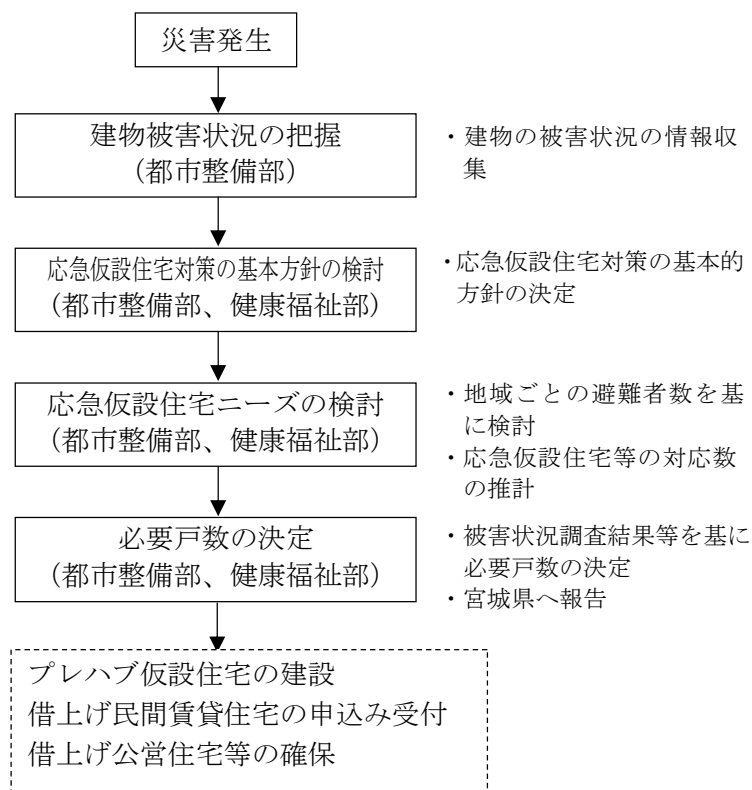 災害発生
建物被害状況の把握
（都市整備部）
・建物の被害状況の情報収
集
応急仮設住宅対策の基本方針の検討
（都市整備部、健康福祉部）
・応急仮設住宅対策の基本的
方針の決定
応急仮設住宅ニーズの検討
（都市整備部、健康福祉部）
・地域ごとの避難者数を基
に検討
・応急仮設住宅等の対応数
の推計
必要戸数の決定
（都市整備部、健康福祉部）
・被害状況調査結果等を基に
必要戸数の決定
・宮城県へ報告
プレハブ仮設住宅の建設
借上げ民間賃貸住宅の申込み受付
借上げ公営住宅等の確保